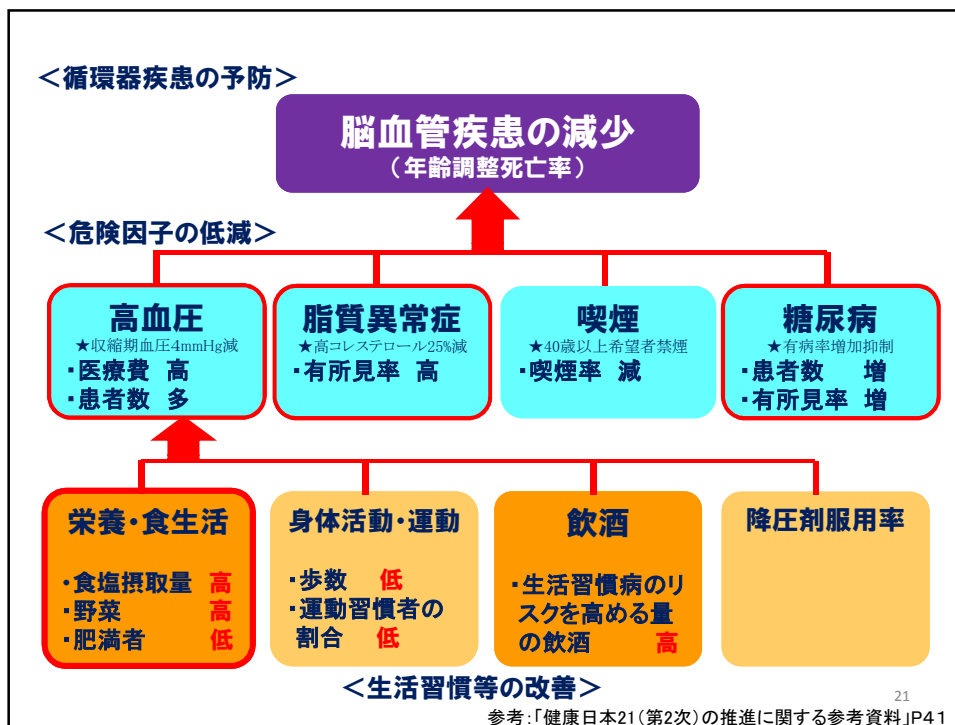 ＜循環器疾患の予防＞
脳血管疾患の減少
（年齢調整死亡率）
＜危険因子の低減＞
高血圧
★収縮期血圧4mmHg減
・医療費 高
・患者数 多
脂質異常症
★高コレステロール25%減
・有所見率 高
喫煙
★40歳以上希望者禁煙
・喫煙率 減
糖尿病
★有病率増加抑制
・患者数 増
・有所見率 増
栄養・食生活
・食塩摂取量 高
・野菜 高
・肥満者 低
身体活動・運動
・歩数 低
・運動習慣者の
割合 低
飲酒
・生活習慣病のリ
スクを高める量
の飲酒 高
降圧剤服用率
＜生活習慣等の改善＞
21
参考：「健康日本21（第2次）の推進に関する参考資料」P41